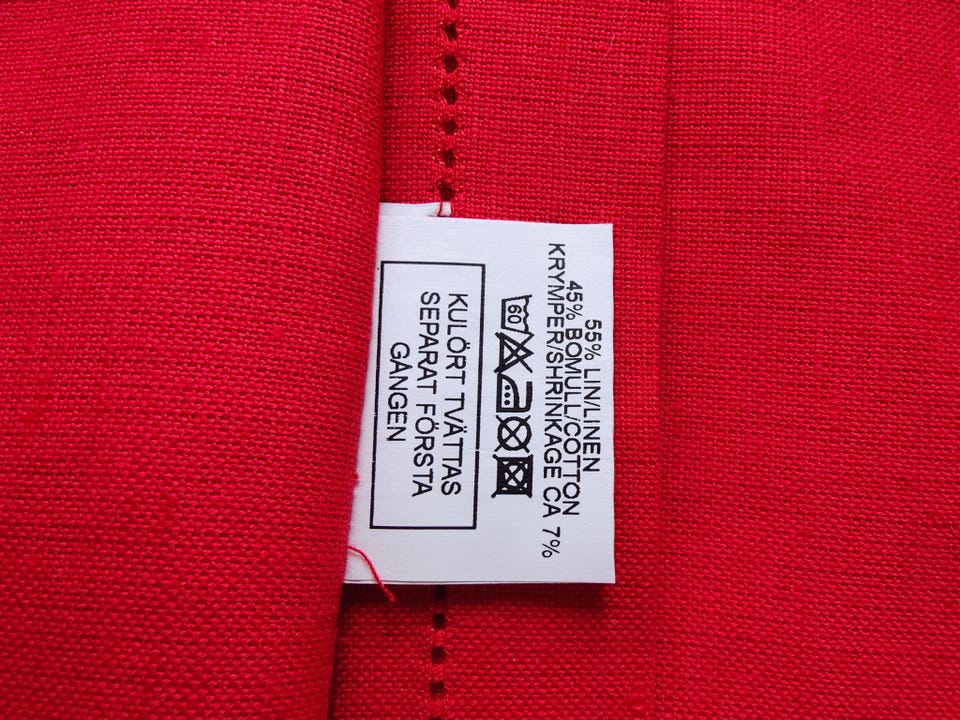 55% LIN/LINEN
45% BOMULL/COTTON
KRYMPER/SHRINKAGE CA 7%
60
KULÖRT TVÄTTAS
SEPARAT FÖRSTA
GÅNGEN